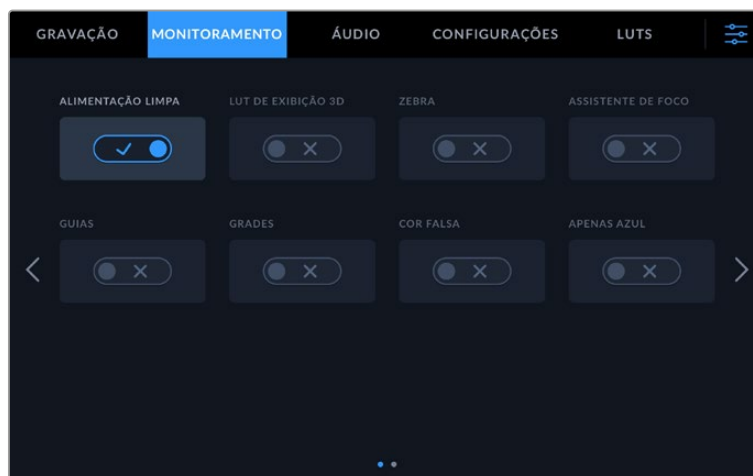 GRAVAÇÃO MONITORAMENTO ÁUDIO CONFIGURAÇÕES LUTS
ALIMENTAÇÃO LIMPA LUT DE EXIBIÇÃO 3D ZEBRA ASSISTENTE DE FOCO
GUIAS GRADES COR FALSA APENAS AZUL